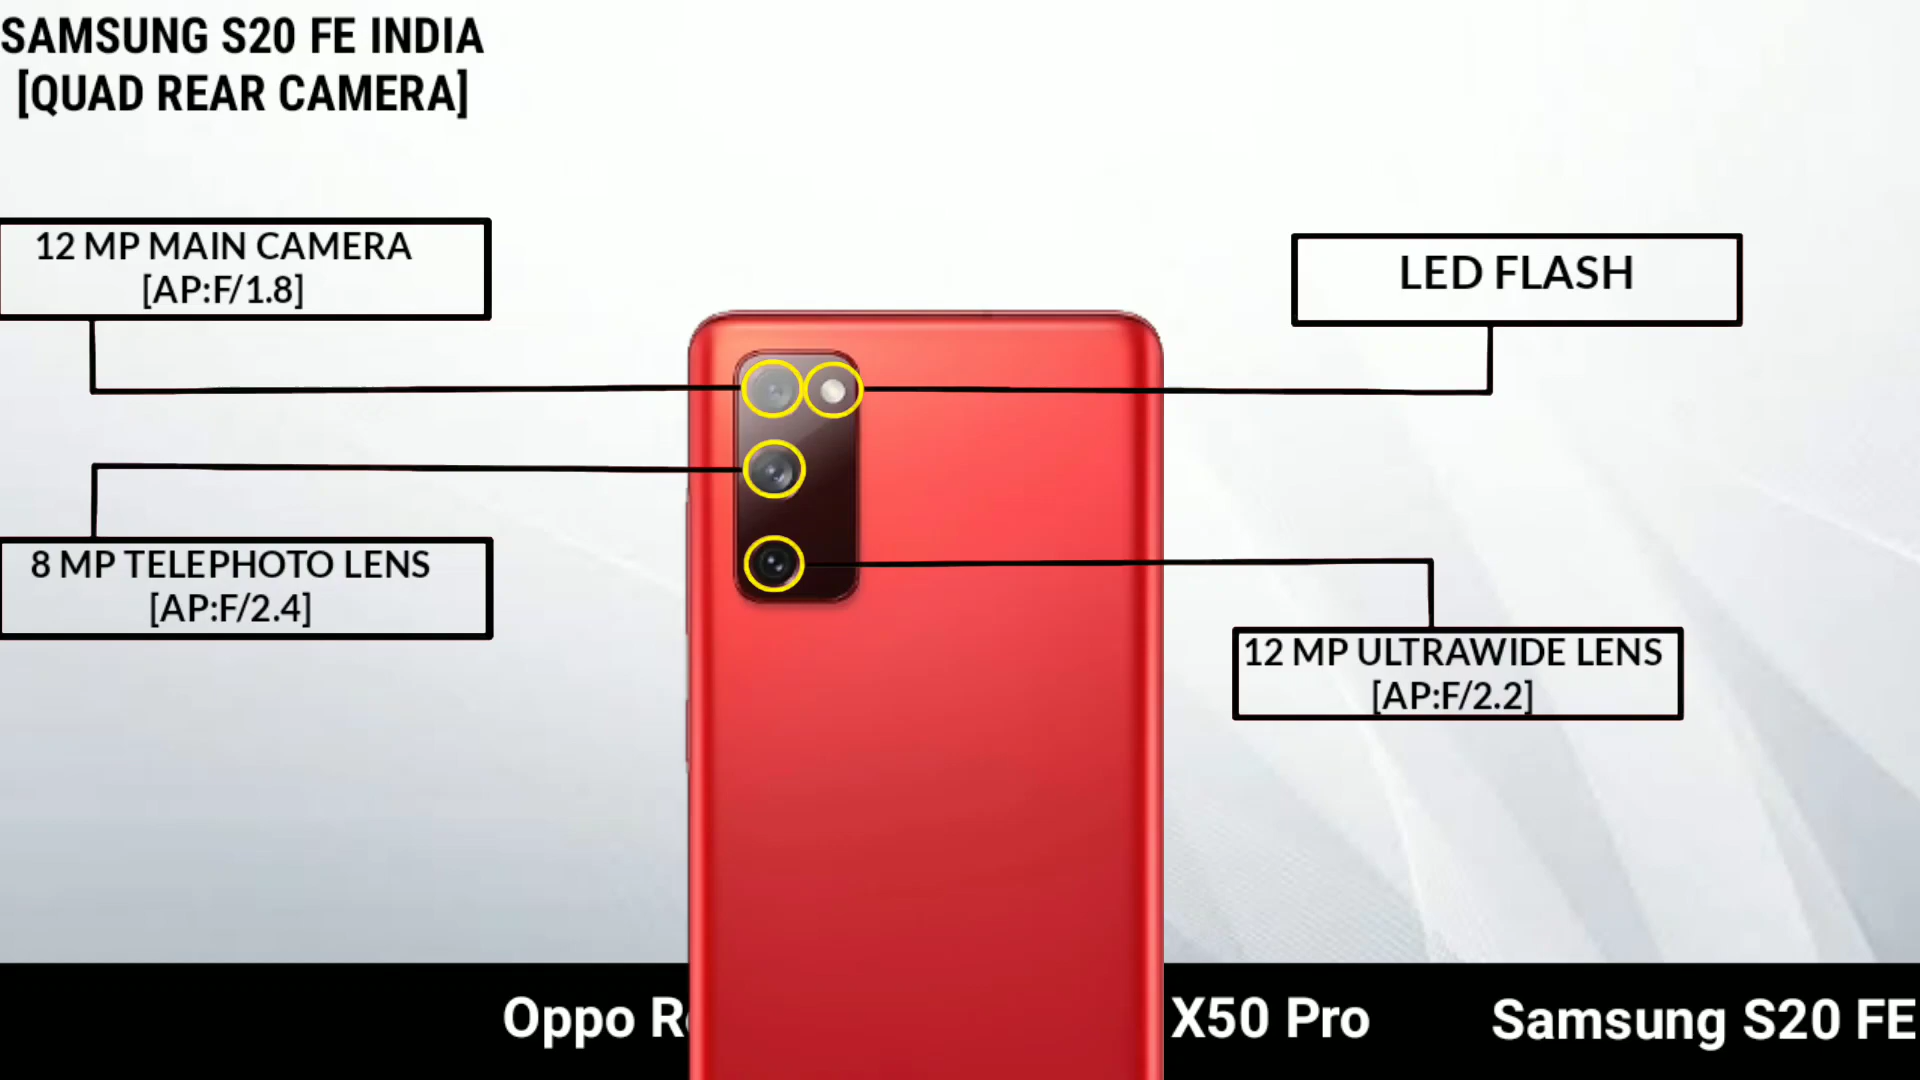 SAMSUNG S20 FE INDIA
[QUAD REAR CAMERA]
12 MP MAIN CAMERA
[AP:F/1.8]
LED FLASH
8 MP TELEPHOTO LENS
[AP:F/2.4]
12 MP ULTRAWIDE LENS
[AP:F/2.2]
Oppo X50 Pro Samsung S20 FE